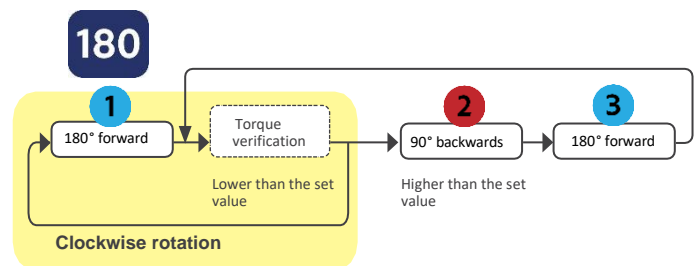 180
1
2
3
180° forward
Torque
verification
90° backwards
180° forward
Lower than the set
value
Higher than the set
value
Clockwise rotation